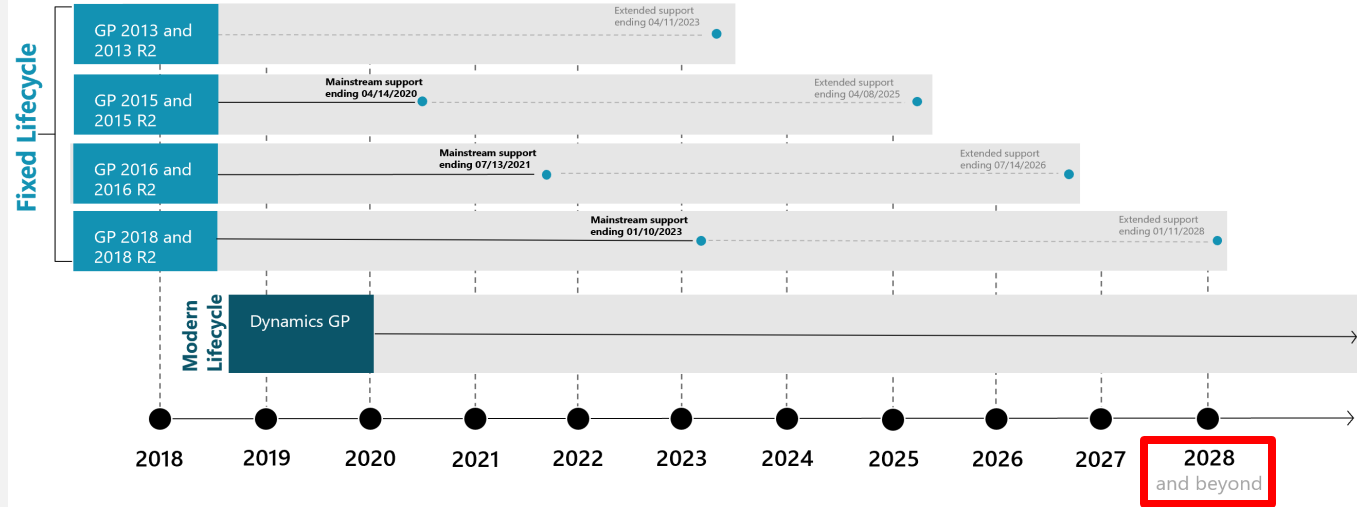 Fixed Lifecycle
GP 2013 and
2013 R2
Extended support
ending 04/11/2023
GP 2015 and
2015 R2
Mainstream support
ending 04/14/2020
Extended support
ending 04/08/2025
GP 2016 and
2016 R2
Mainstream support
ending 07/13/2021
Extended support
ending 07/14/2026
GP 2018 and
2018 R2
Mainstream support
ending 01/10/2023
Extended support
ending 01/11/2028
Modern
Lifecycle
Dynamics GP
2018
2019
2020
2021
2022
2023
2024
2025
2026
2027
2028
and beyond